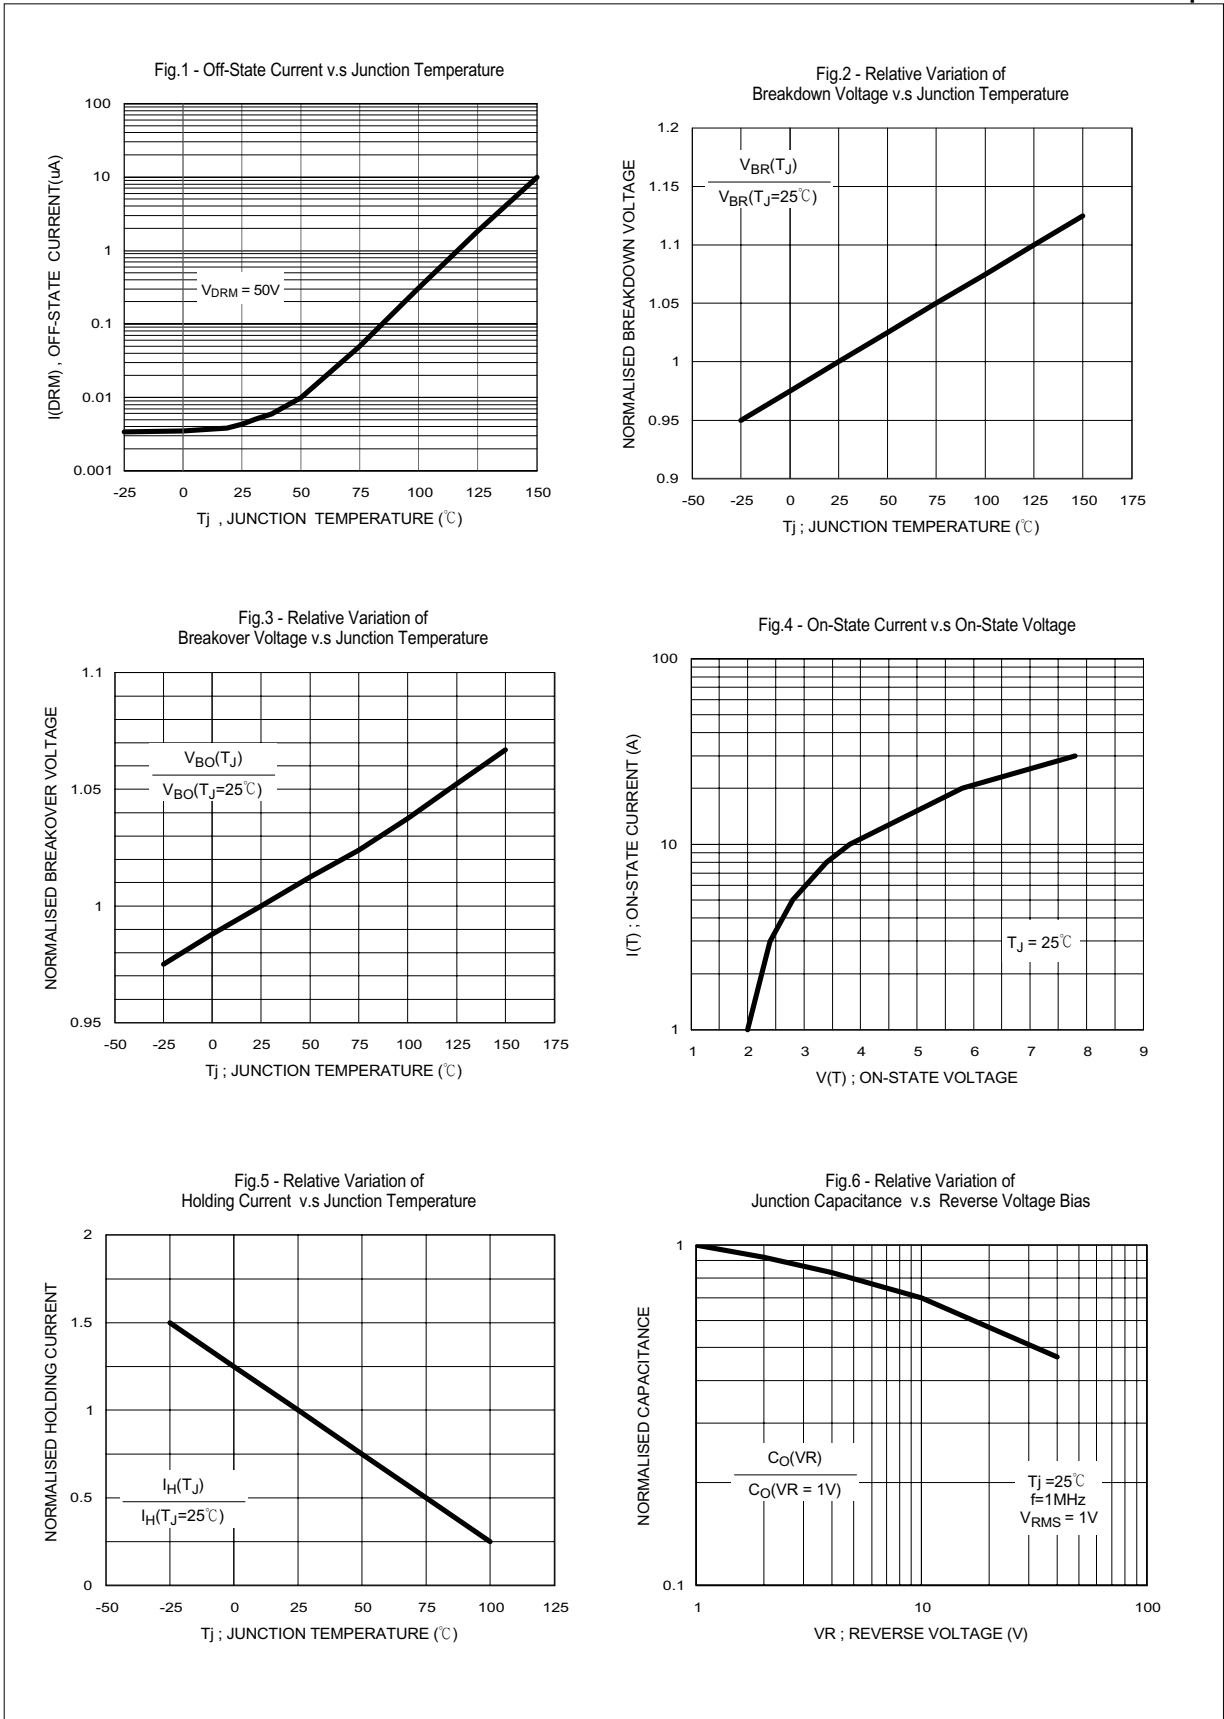 Fig.1 - Off-State Current v.s Junction Temperature
100
10
1
0.1
0.01
0.001
I(DRM) , OFF-STATE CURRENT(uA)
VDRM = 50V
-25 0 25 50 75 100 125 150
Tj , JUNCTION TEMPERATURE (℃)
Fig.2 - Relative Variation of
Breakdown Voltage v.s Junction Temperature
1.2
1.15
1.10
1.05
1
0.95
0.9
NORMALISED BREAKDOWN VOLTAGE
VBR(TJ)
VBR(TJ=25℃)
-50 -25 0 25 50 75 100 125 150 175
Tj ; JUNCTION TEMPERATURE (℃)
Fig.3 - Relative Variation of
Breakover Voltage v.s Junction Temperature
1.1
1.05
1
0.95
NORMALISED BREAKOVER VOLTAGE
VBO(TJ)
VBO(TJ=25℃)
-50 -25 0 25 50 75 100 125 150 175
Tj ; JUNCTION TEMPERATURE (℃)
Fig.4 - On-State Current v.s On-State Voltage
100
10
1
I(T) ; ON-STATE CURRENT (A)
TJ = 25℃
1 2 3 4 5 6 7 8 9
V(T) ; ON-STATE VOLTAGE
Fig.5 - Relative Variation of
Holding Current v.s Junction Temperature
2
1.5
1
0.5
0
NORMALISED HOLDING CURRENT
IH(TJ)
IH(TJ=25℃)
-50 -25 0 25 50 75 100 125
Tj ; JUNCTION TEMPERATURE (℃)
Fig.6 - Relative Variation of
Junction Capacitance v.s Reverse Voltage Bias
1
0.1
NORMALISED CAPACITANCE
CO(VR)
CO(VR = 1V)
Tj =25℃
f=1MHz
VRMS = 1V
1 10 100
VR ; REVERSE VOLTAGE (V)